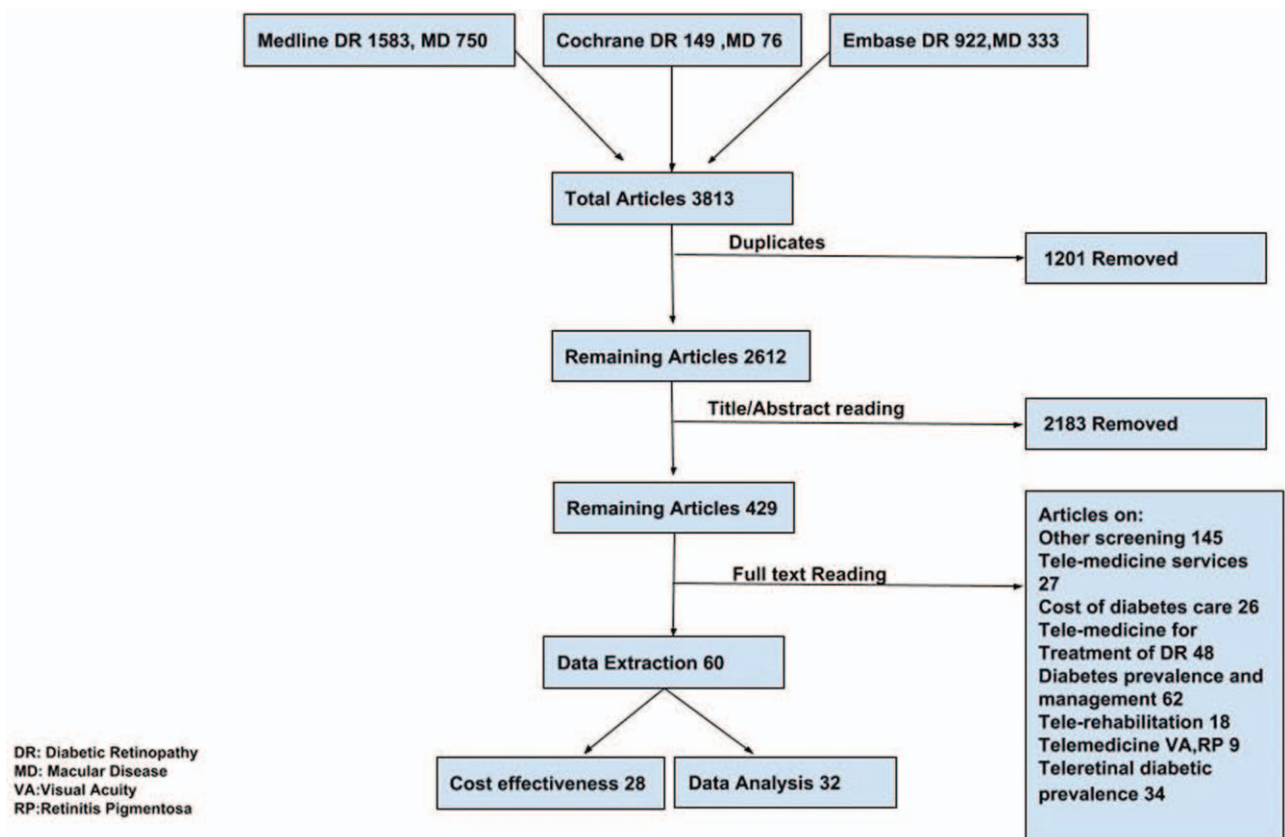 Medline DR 1583, MD 750
Cochrane DR 149 ,MD 76
Embase DR 922,MD 333
Total Articles 3813
Duplicates
1201 Removed
Remaining Articles 2612
Title/Abstract reading
2183 Removed
Remaining Articles 429
Full text Reading
Articles on:
Other screening 145
Tele-medicine services
27
Cost of diabetes care 26
Tele-medicine for
Treatment of DR 48
Diabetes prevalence and
management 62
Tele-rehabilitation 18
Telemedicine VA,RP 9
Teleretinal diabetic
prevalence 34
Data Extraction 60
Cost effectiveness 28
Data Analysis 32
DR: Diabetic Retinopathy
MD: Macular Disease
VA:Visual Acuity
RP:Retinitis Pigmentosa